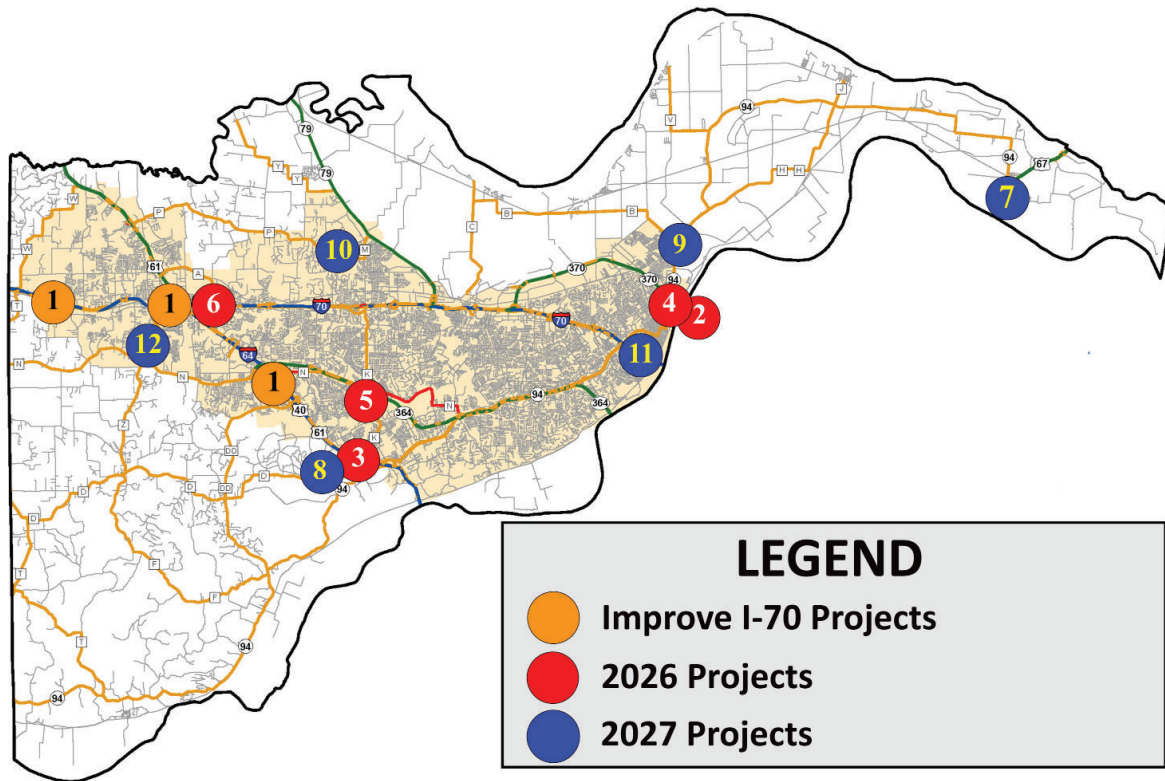 94
V
J
79
79
Y
Y
H
H
94
67
7
W
P
P
10
M
C
B
B
9
W
61
A
370
370
94
T
1
1
6
70
70
4
2
12
11
64
N
N
1
N
K
5
N
94
364
364
40
Z
61
K
DD
3
8
D
94
D
DD
D
D
T
F
F
T
94
94
LEGEND
Improve I-70 Projects
2026 Projects
2027 Projects